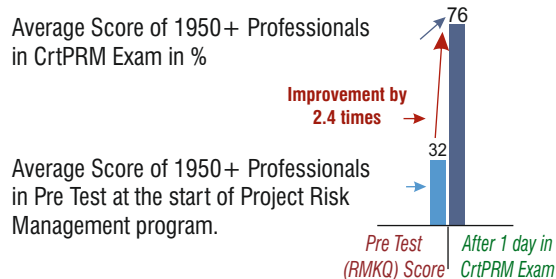 Average Score of 1950+ Professionals
in CrtPRM Exam in %
76
Improvement by
2.4 times
32
Average Score of 1950+ Professionals
in Pre Test at the start of Project Risk
Management program.
Pre Test
(RMKQ) Score
After 1 day in
CrtPRM Exam